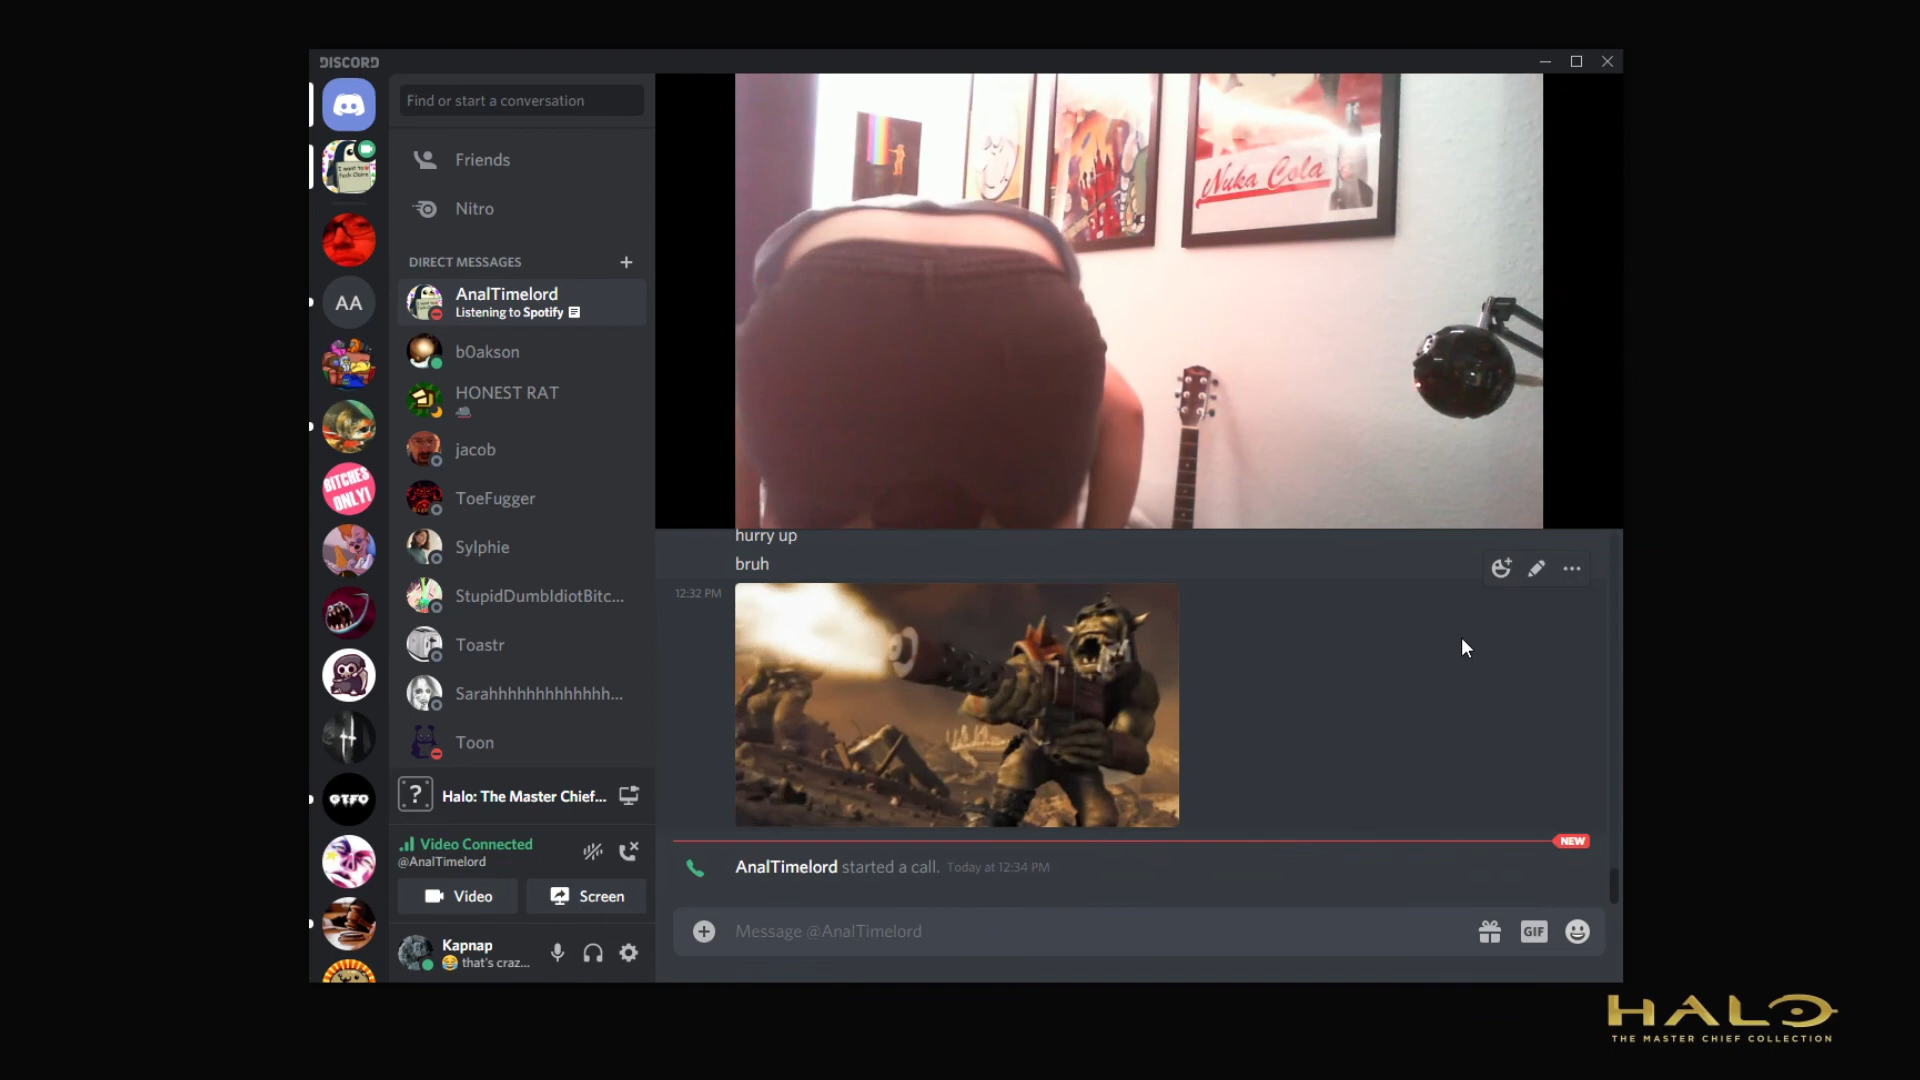 DISCORD
Find or start a conversation
Friends
Nitro
DIRECT MESSAGES
AnalTimelord
Listening to Spotify
b0akson
HONEST RAT
jacob
ToeFugger
Sylphie
StupidDumbIdiotBitc...
Toastr
Sarahhhhhhhhhhhhh...
Toon
AA
BITCHES
ONLY!
GTFO
Halo: The Master Chief...
Video Connected
@AnalTimelord
Video
Screen
Kapnap
that's craz...
Nuka Cola
hurry up
bruh
12:32 PM
NEW
AnalTimelord started a call. Today at 12:34 PM
Message @AnalTimelord
GIF
HALO
THE MASTER CHIEF COLLECTION